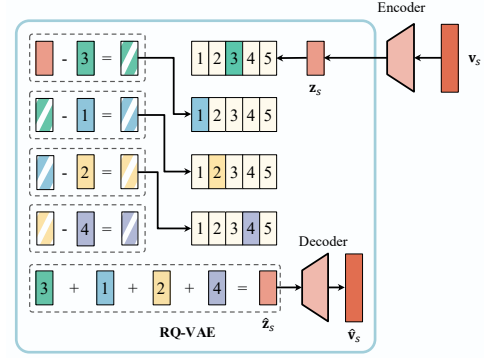 Encoder
- 3 = 1 2 3 4 5
z_s
v_s
- 1 = 1 2 3 4 5
- 2 = 1 2 3 4 5
- 4 = 1 2 3 4 5
Decoder
3 + 1 + 2 + 4 =
ẑ_s
v̂_s
RQ-VAE